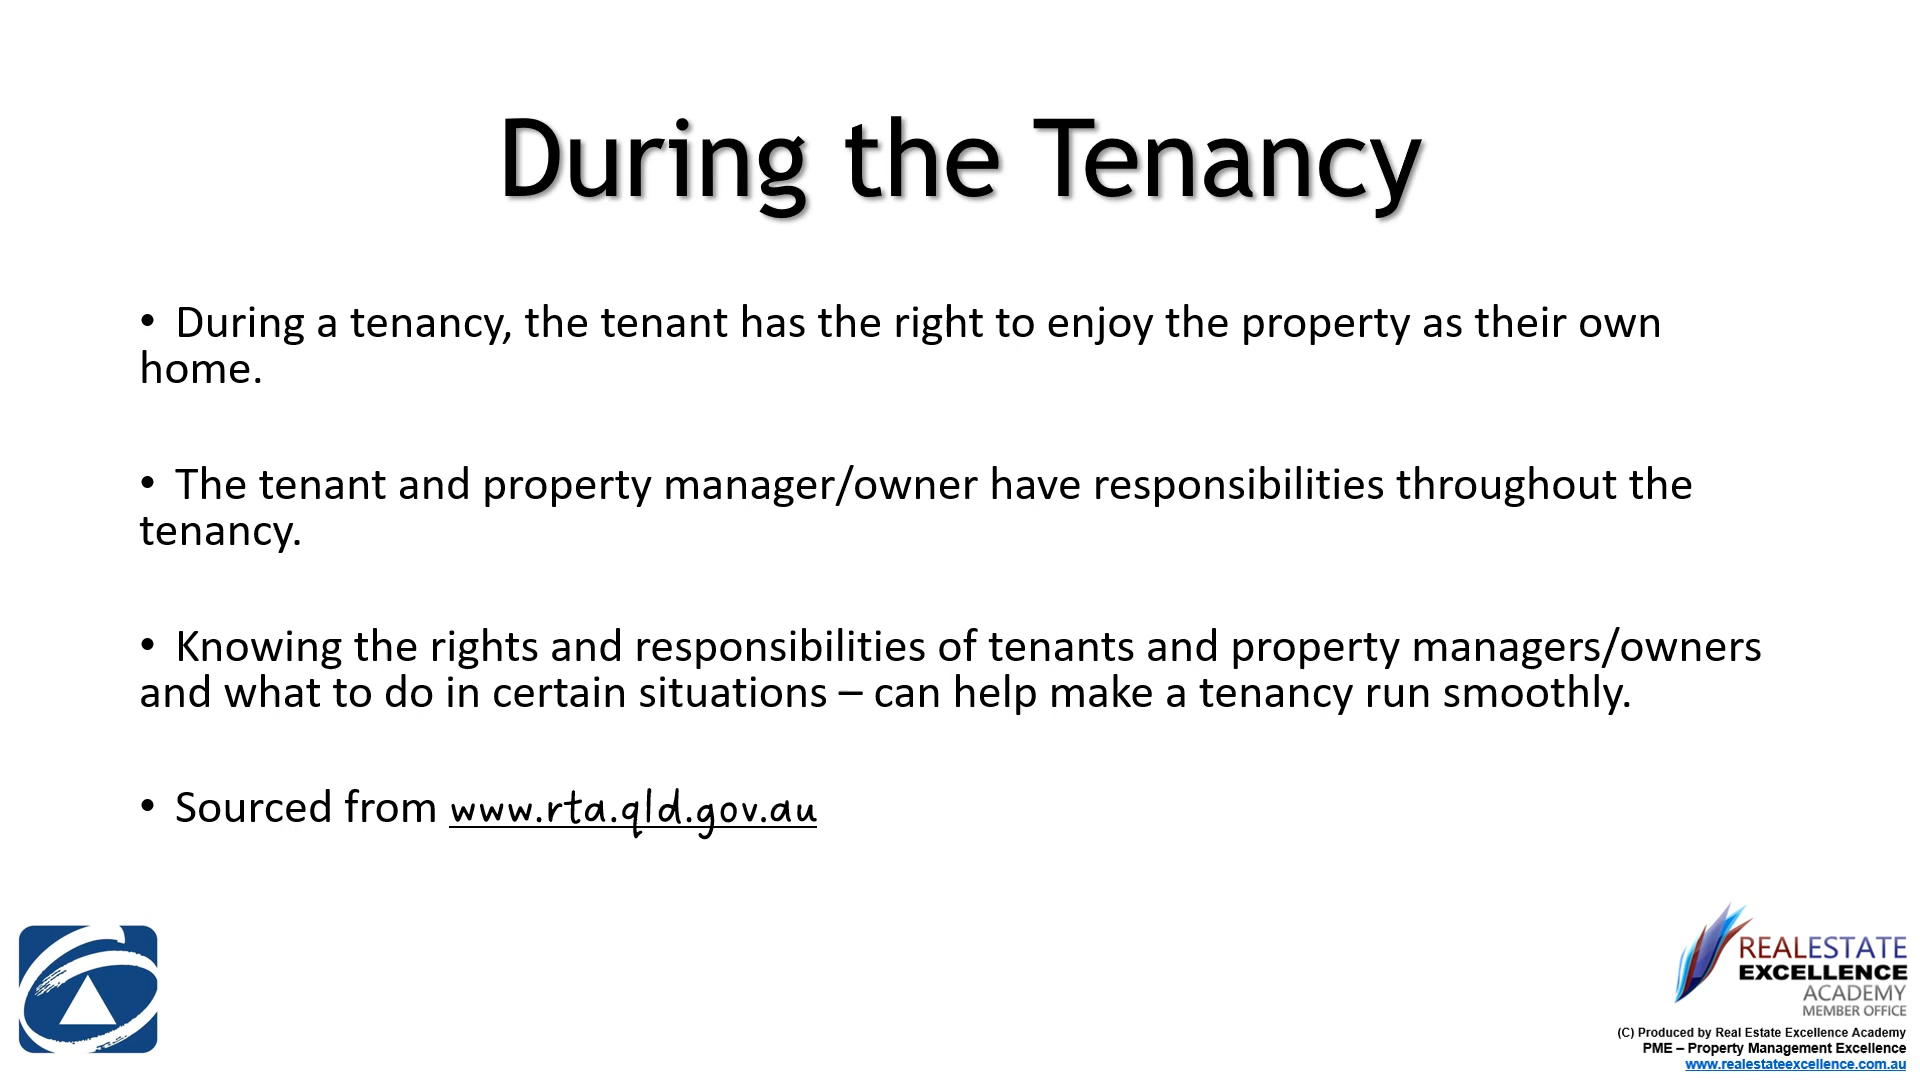 During the Tenancy
• During a tenancy, the tenant has the right to enjoy the property as their own
home.
• The tenant and property manager/owner have responsibilities throughout the
tenancy.
• Knowing the rights and responsibilities of tenants and property managers/owners
and what to do in certain situations – can help make a tenancy run smoothly.
• Sourced from www.rta.qld.gov.au
REALESTATE
EXCELLENCE
ACADEMY
MEMBER OFFICE
(C) Produced by Real Estate Excellence Academy
PME – Property Management Excellence
www.realestateexcellence.com.au